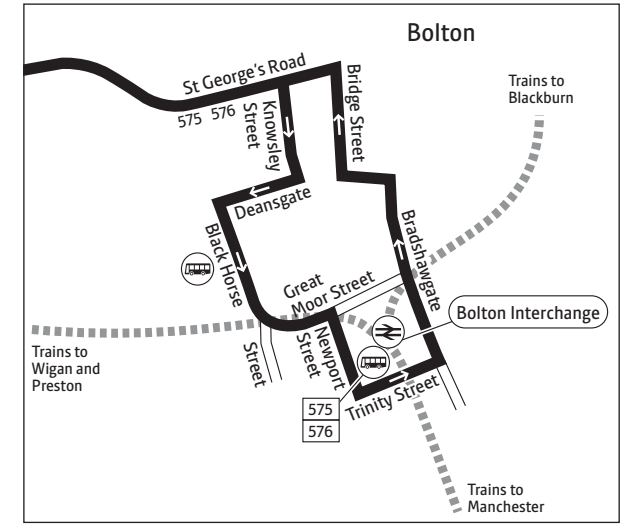 Bolton
St George's Road
575 576
Knowsley
Street
Bridge Street
Trains to
Blackburn
Deansgate
Black Horse
Street
Great
Moor Street
Bradshawgate
Bolton Interchange
Newport
Street
Trinity Street
575
576
Trains to
Wigan and
Preston
Trains to
Manchester